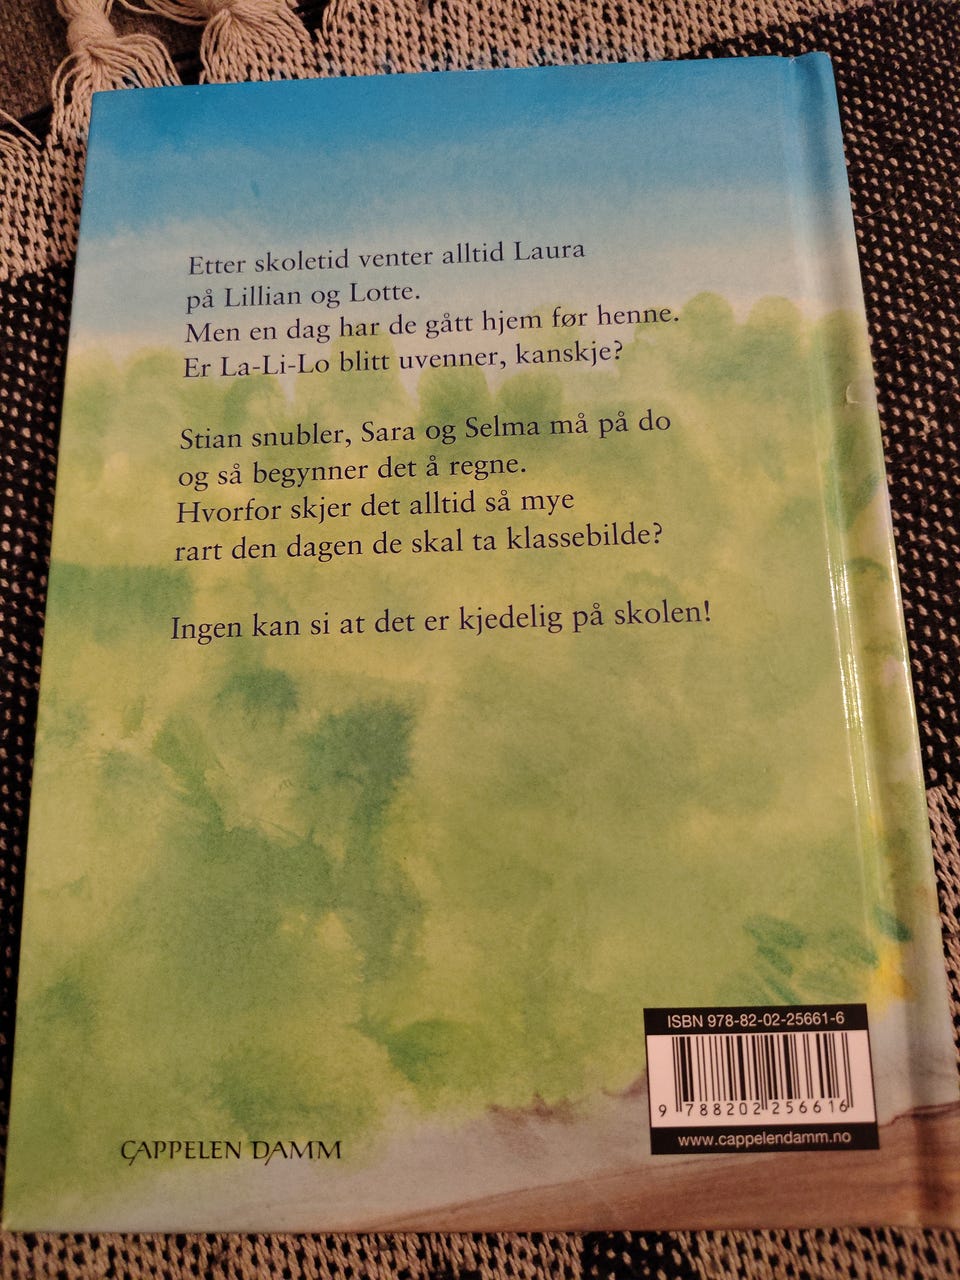 Etter skoletid venter alltid Laura
på Lillian og Lotte.
Men en dag har de gått hjem før henne.
Er La-Li-Lo blitt uvenner, kanskje?
Stian snubler, Sara og Selma må på do
og så begynner det å regne.
Hvorfor skjer det alltid så mye
rart den dagen de skal ta klassebilde?
Ingen kan si at det er kjedelig på skolen!
ISBN 978-82-02-25661-6
9 788202 256616
www.cappelendamm.no
CAPPELEN DAMM